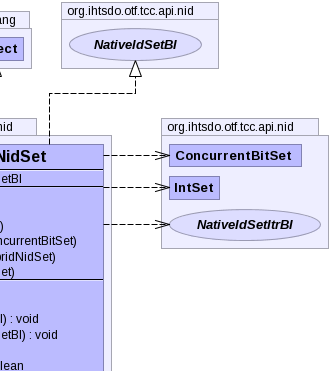 ang
org.ihtsdo.otf.tcc.api.nid
ect
NativeIdSetBI
nid
org.ihtsdo.otf.tcc.api.nid
NidSet
ConcurrentBitSet
etBI
IntSet
)
NativeIdSetItrBI
ncurrentBitSet)
bridNidSet)
et)
I) : void
etBI) : void
lean